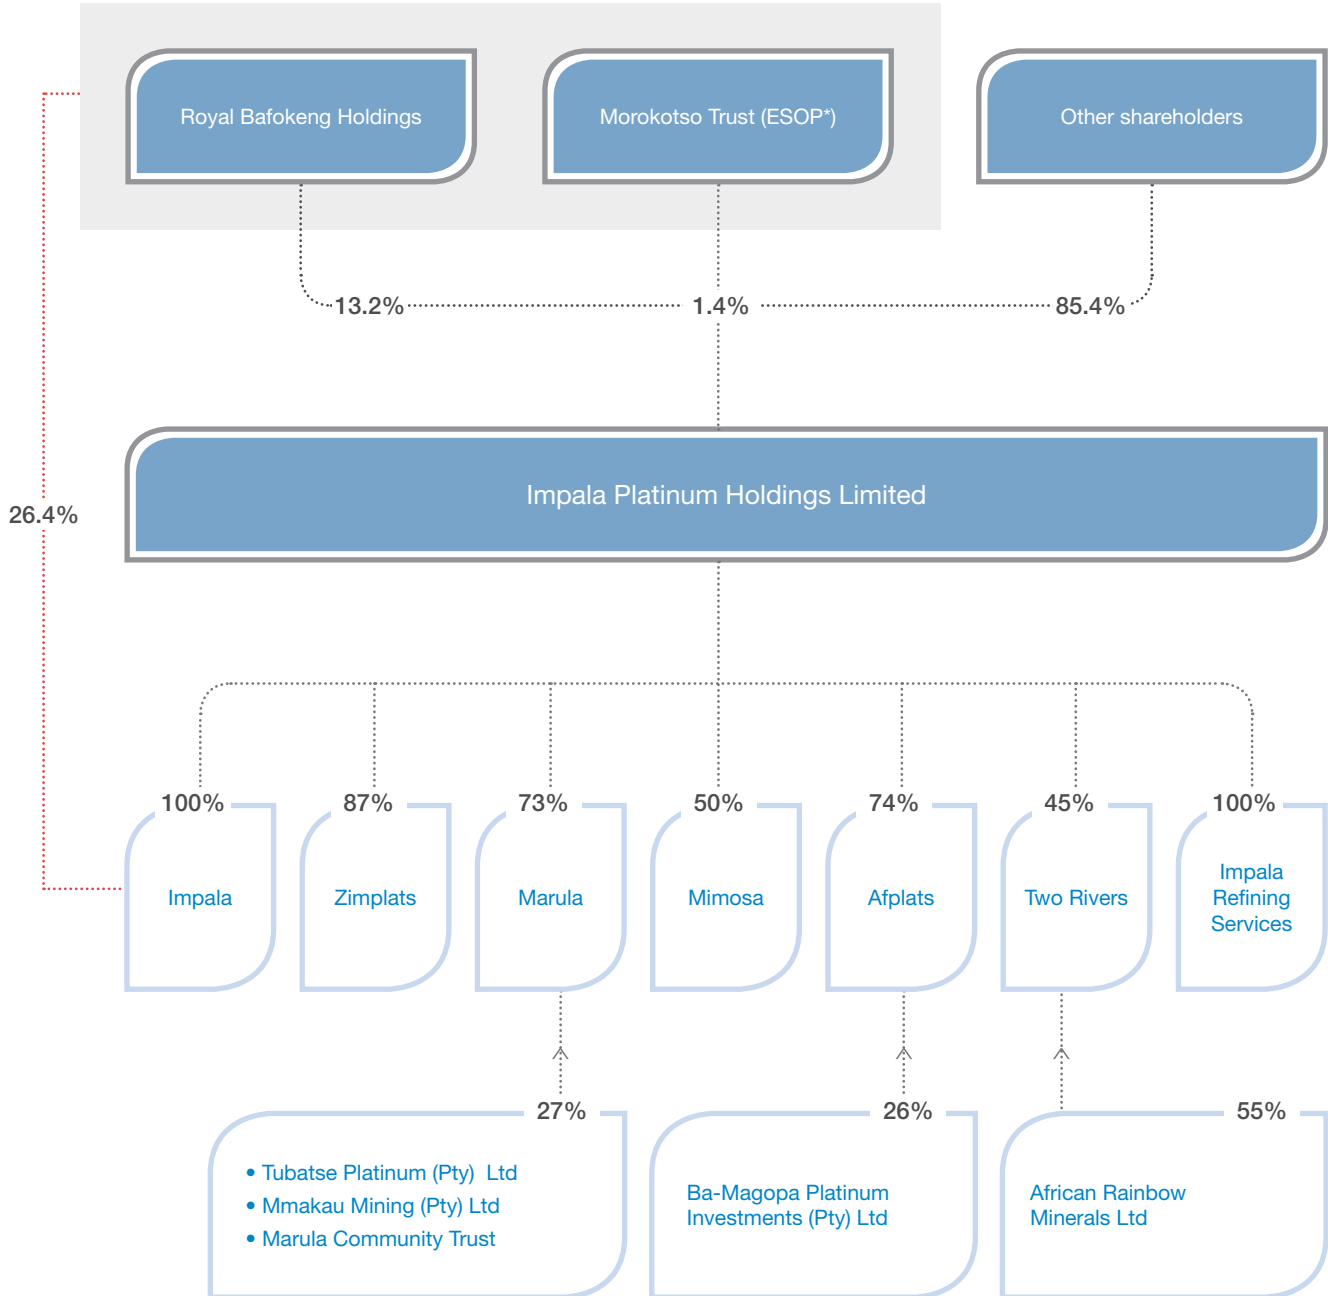 Royal Bafokeng Holdings
Morokotso Trust (ESOP*)
Other shareholders
13.2%
1.4%
85.4%
Impala Platinum Holdings Limited
26.4%
100%
87%
73%
50%
74%
45%
100%
Impala
Zimplats
Marula
Mimosa
Afplats
Two Rivers
Impala
Refining
Services
27%
26%
55%
• Tubatse Platinum (Pty) Ltd
• Mmakau Mining (Pty) Ltd
• Marula Community Trust
Ba-Magopa Platinum
Investments (Pty) Ltd
African Rainbow
Minerals Ltd